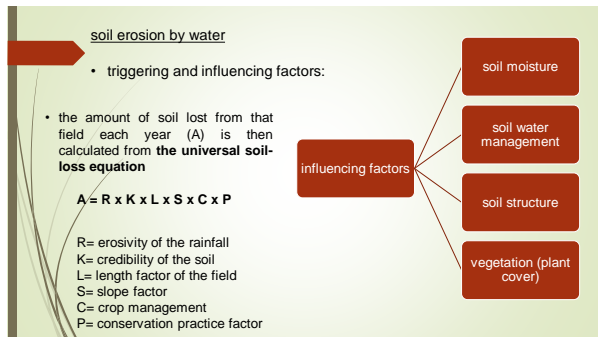 soil erosion by water
• triggering and influencing factors:
• the amount of soil lost from that
field each year (A) is then
calculated from the universal soil-
loss equation
A = R x K x L x S x C x P
R= erosivity of the rainfall
K= credibility of the soil
L= length factor of the field
S= slope factor
C= crop management
P= conservation practice factor
influencing factors
soil moisture
soil water
management
soil structure
vegetation (plant
cover)